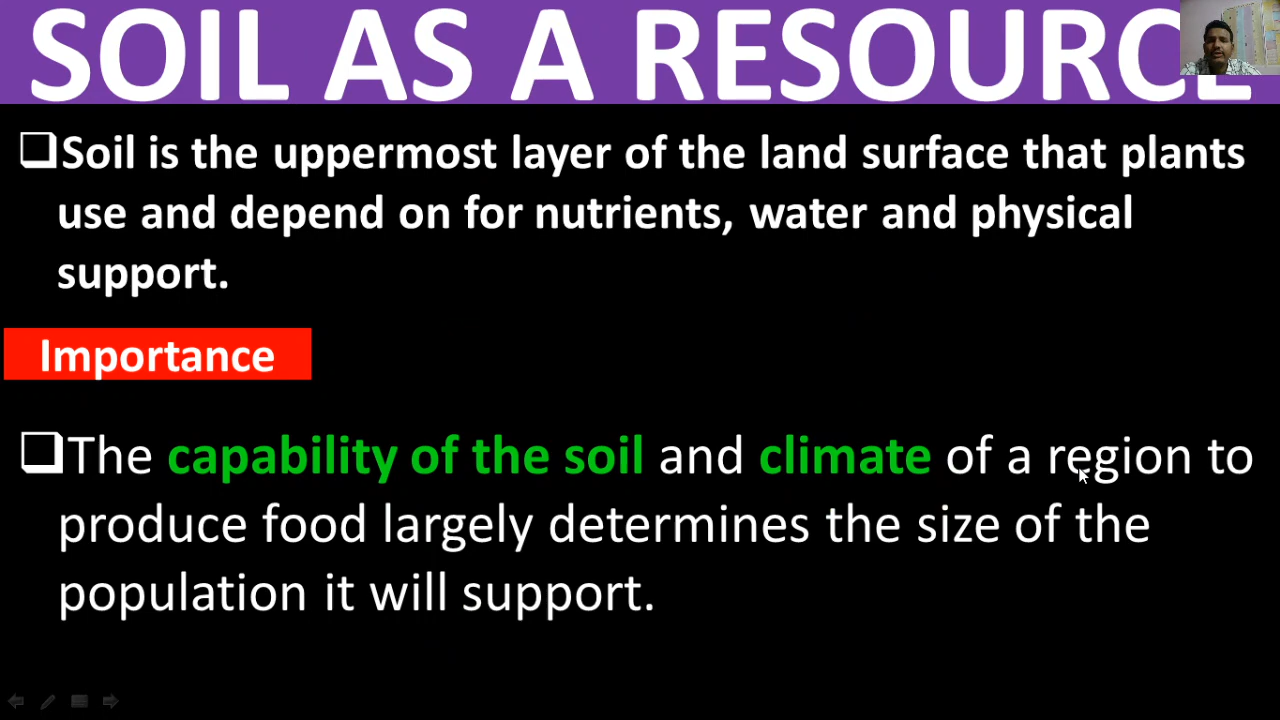 SOIL AS A RESOURCE
❑Soil is the uppermost layer of the land surface that plants
use and depend on for nutrients, water and physical
support.
Importance
❑The capability of the soil and climate of a region to
produce food largely determines the size of the
population it will support.